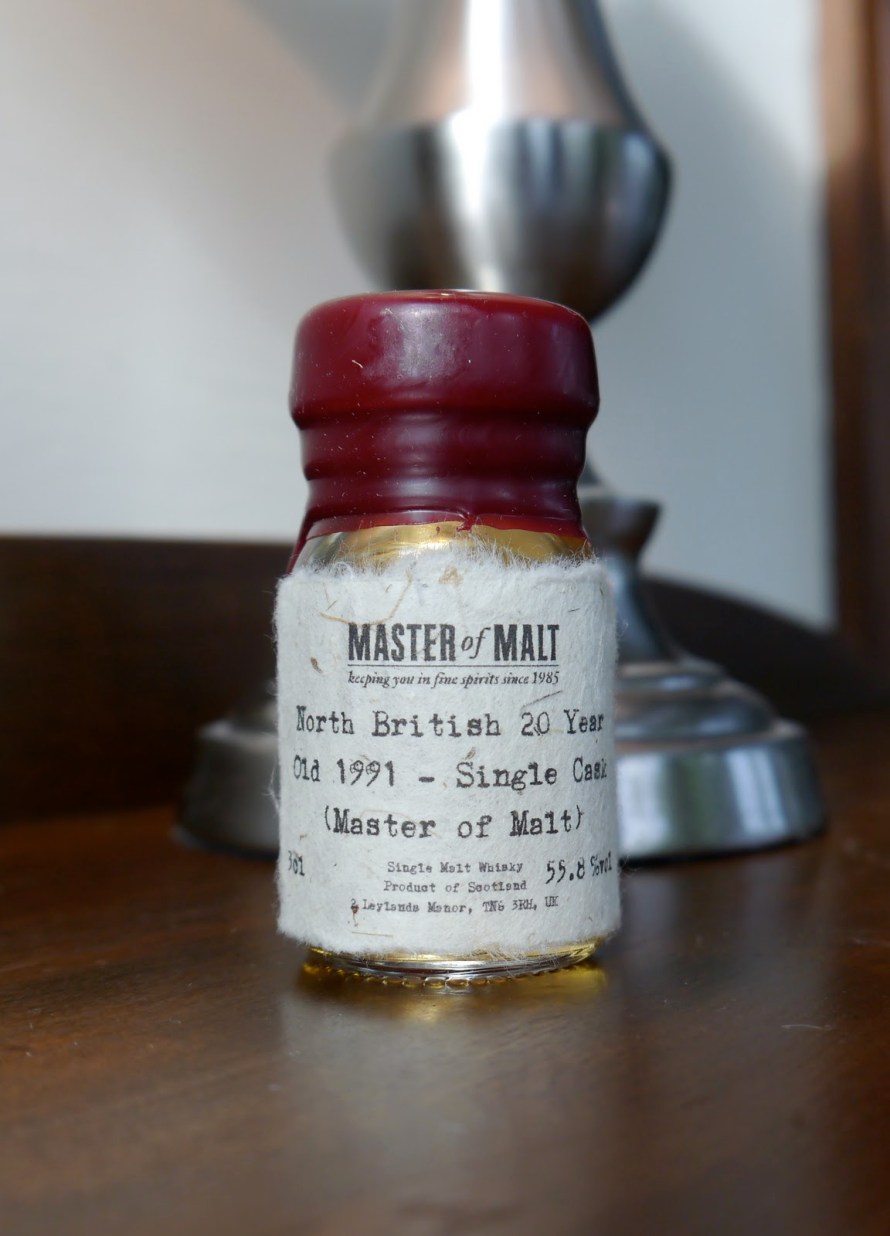 MASTER of MALT
keeping you in fine spirits since 1985
North British 20 Year
Old 1991 - Single Cask
(Master of Malt)
55.8 %vol
Single Malt Whisky
Product of Scotland
2 Leylands Manor, TN6 3RH, UK